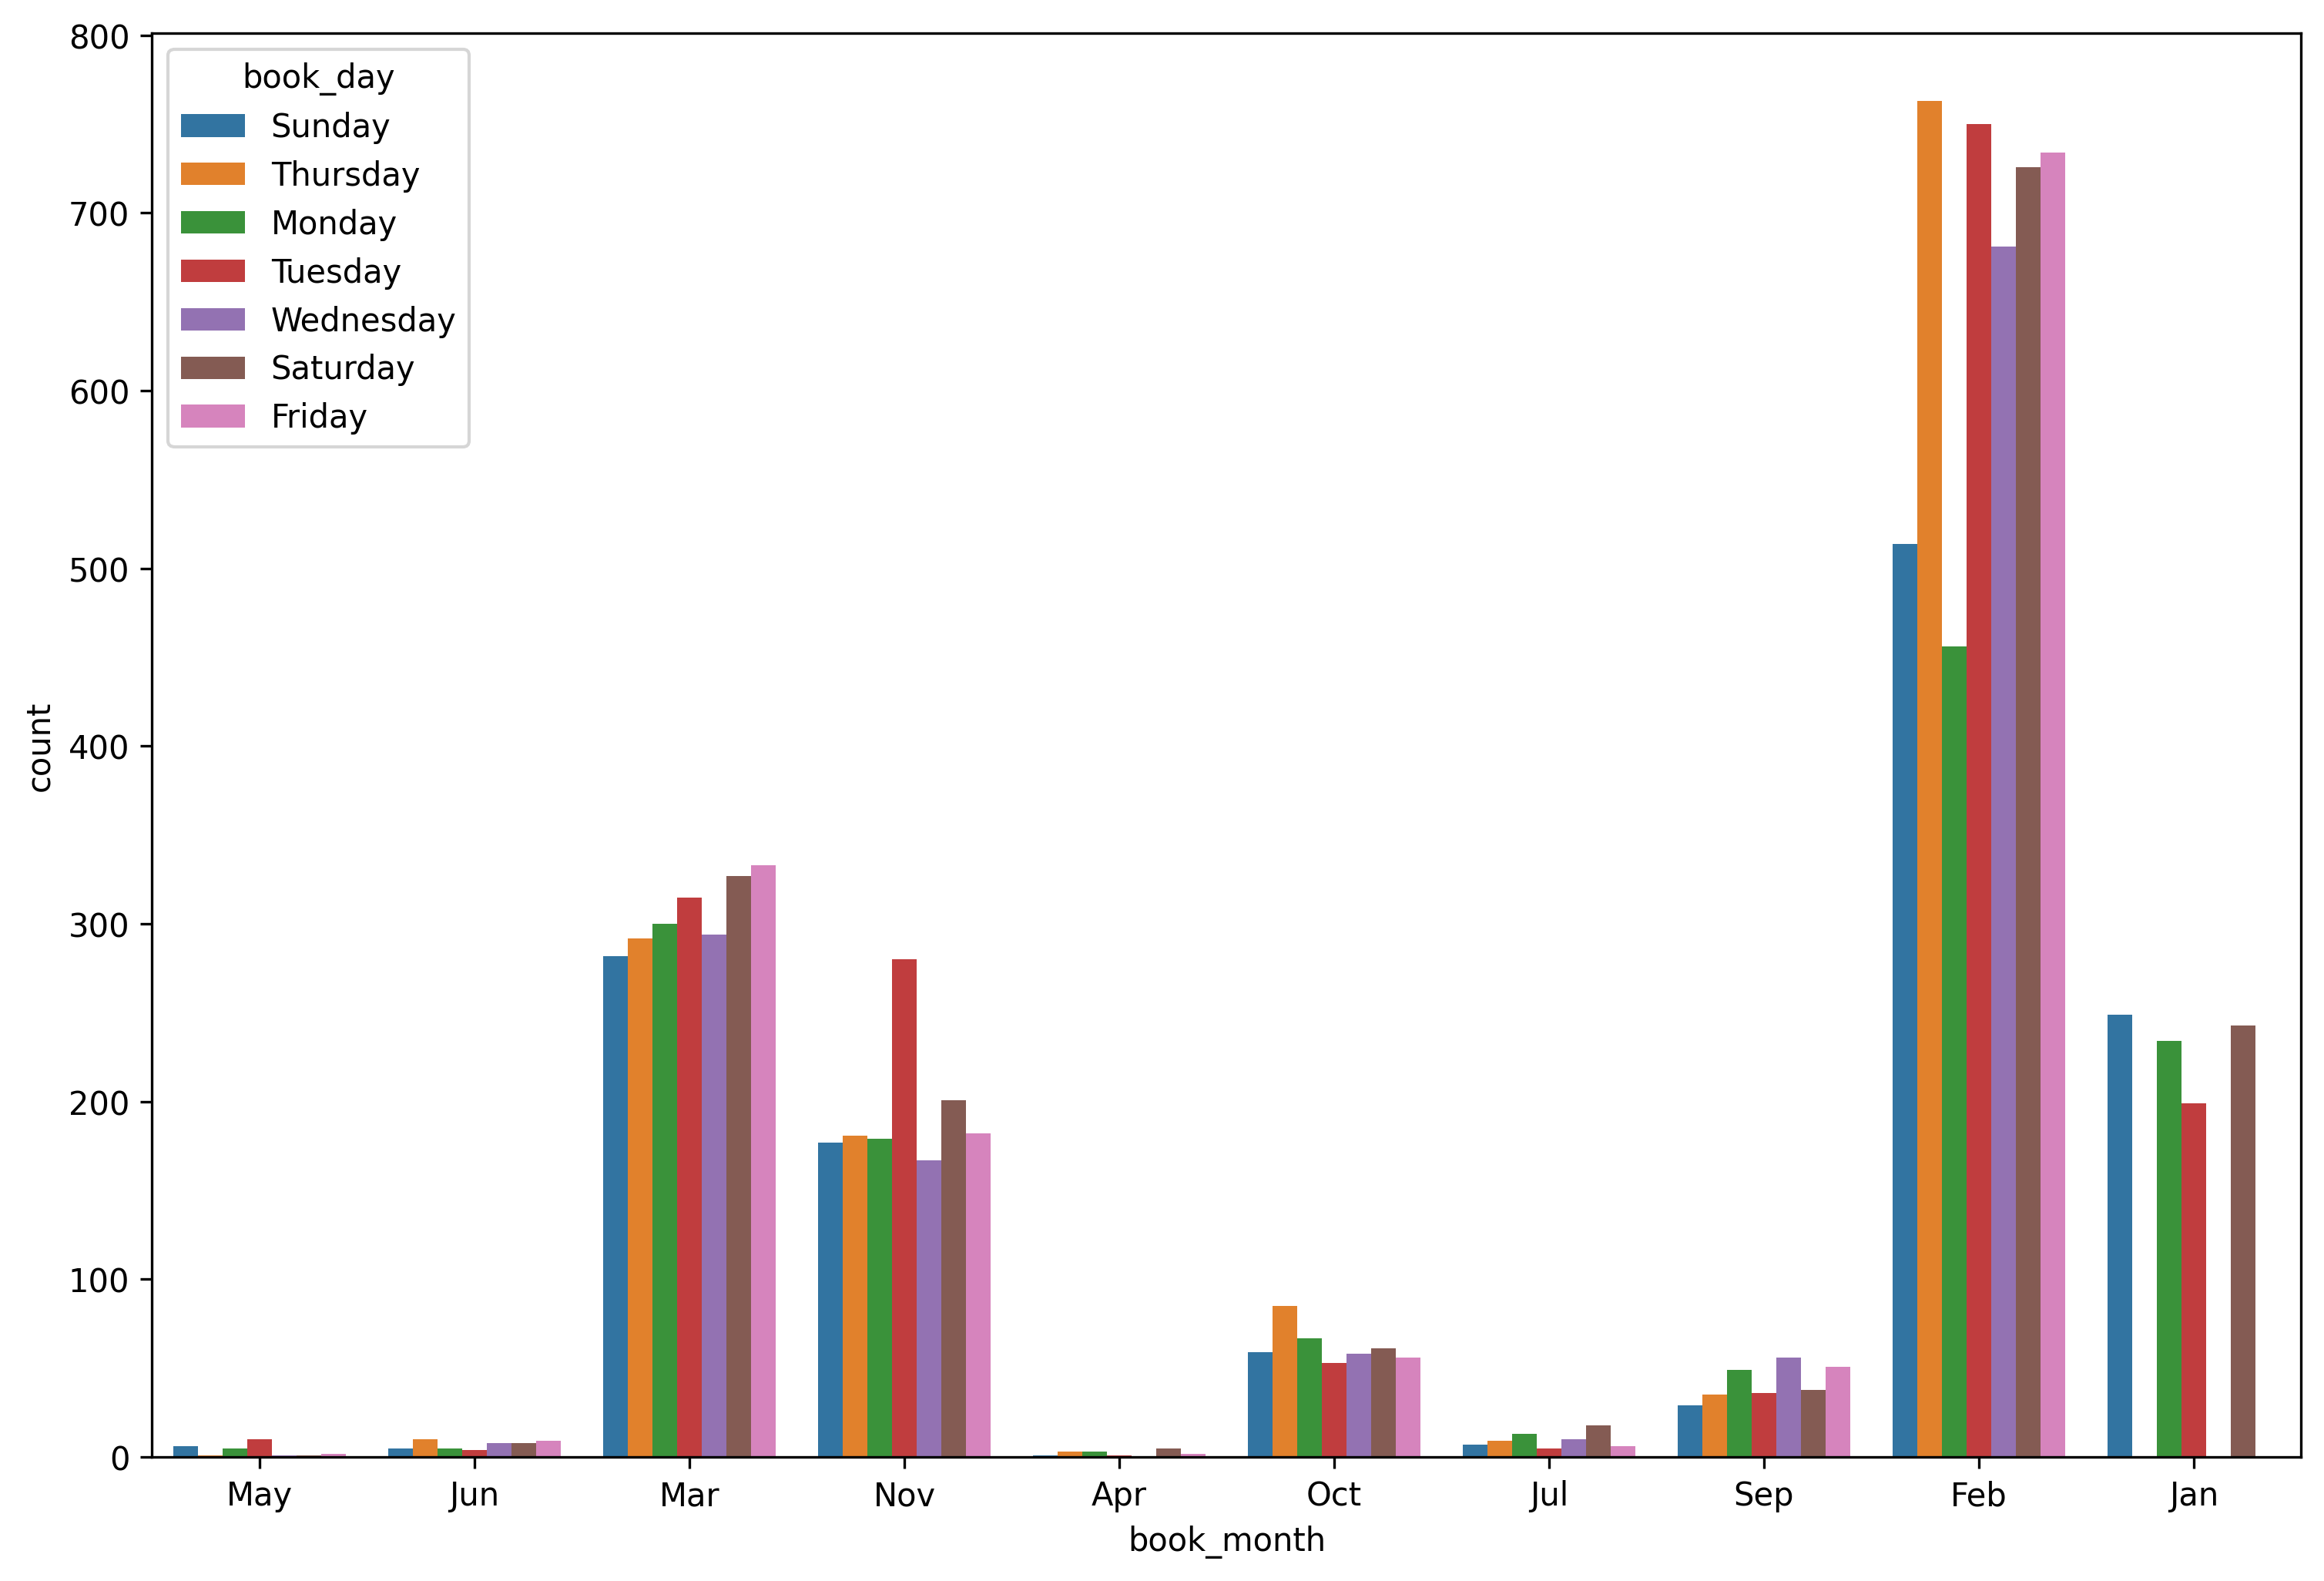 800
700
600
500
400
300
200
100
0
count
book_day
Sunday
Thursday
Monday
Tuesday
Wednesday
Saturday
Friday
May Jun Mar Nov Apr Oct Jul Sep Feb Jan
book_month